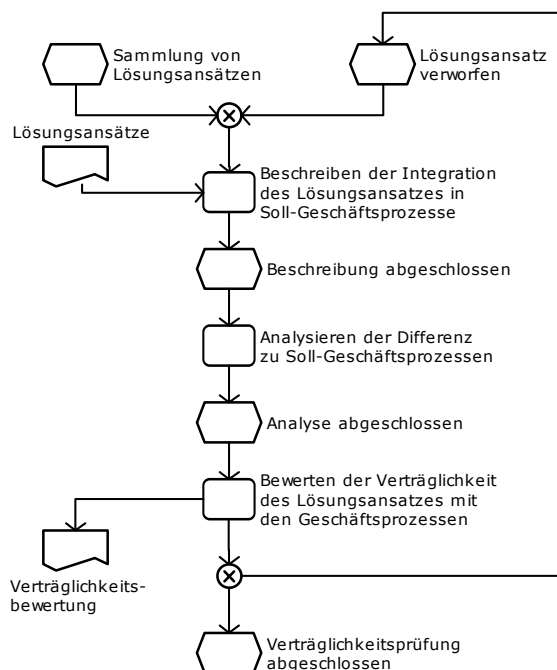 Sammlung von
Lösungsansätzen
Lösungsansatz
verworfen
Lösungsansätze
Beschreiben der Integration
des Lösungsansatzes in
Soll-Geschäftsprozesse
Beschreibung abgeschlossen
Analysieren der Differenz
zu Soll-Geschäftsprozessen
Analyse abgeschlossen
Bewerten der Verträglichkeit
des Lösungsansatzes mit
den Geschäftsprozessen
Verträglichkeits-
bewertung
Verträglichkeitsprüfung
abgeschlossen